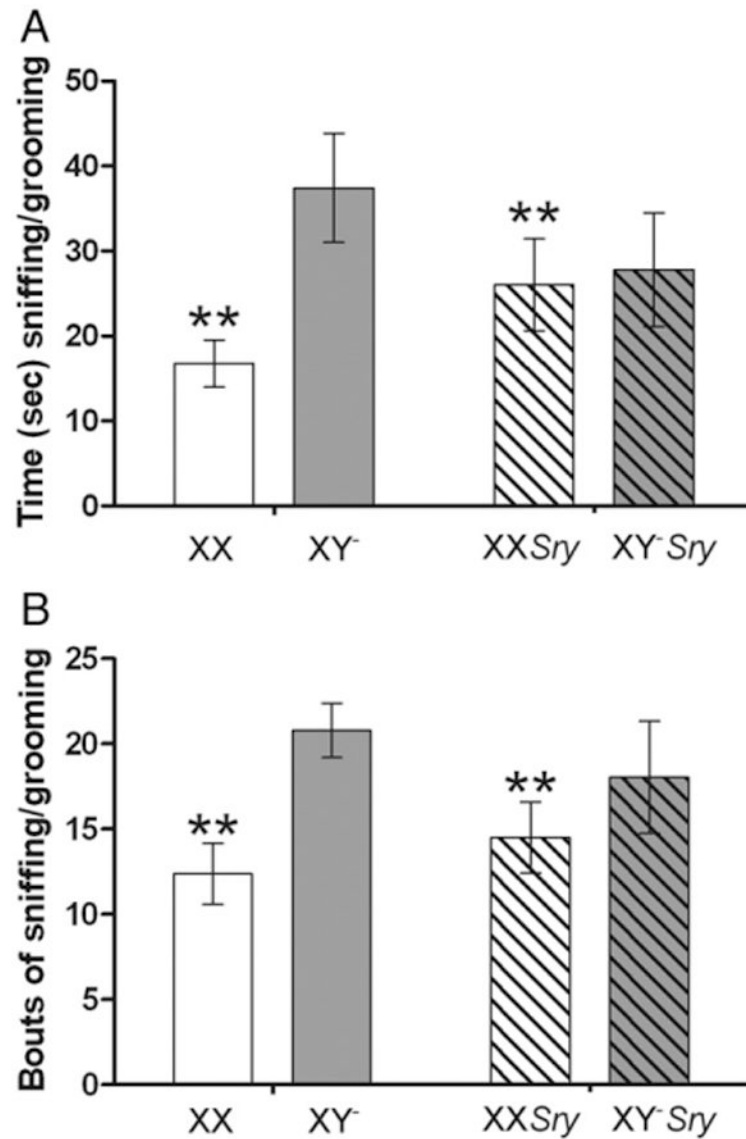 A
Time (sec) sniffing/grooming
50
40
30
20
10
0
**
**
XX XY⁻ XXSry XY⁻Sry
B
Bouts of sniffing/grooming
25
20
15
10
5
0
**
**
XX XY⁻ XXSry XY⁻Sry